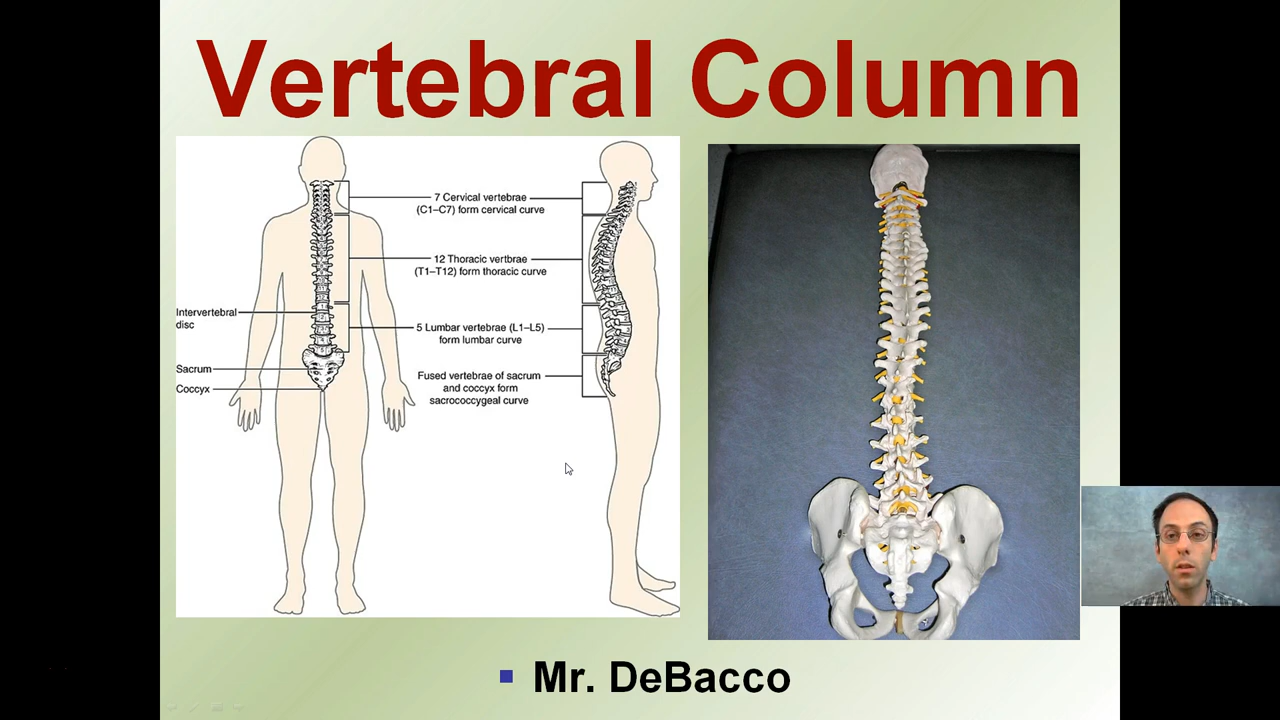 Vertebral Column
7 Cervical vertebrae
(C1–C7) form cervical curve
12 Thoracic vertbrae
(T1–T12) form thoracic curve
Intervertebral
disc
5 Lumbar vertebrae (L1–L5)
form lumbar curve
Sacrum
Coccyx
Fused vertebrae of sacrum
and coccyx form
sacrococcygeal curve
Mr. DeBacco